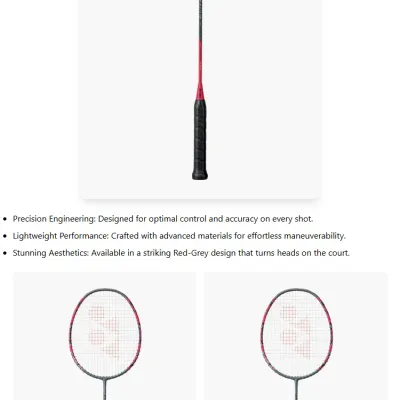 Precision Engineering: Designed for optimal control and accuracy on every shot.
Lightweight Performance: Crafted with advanced materials for effortless maneuverability.
Stunning Aesthetics: Available in a striking Red-Grey design that turns heads on the court.